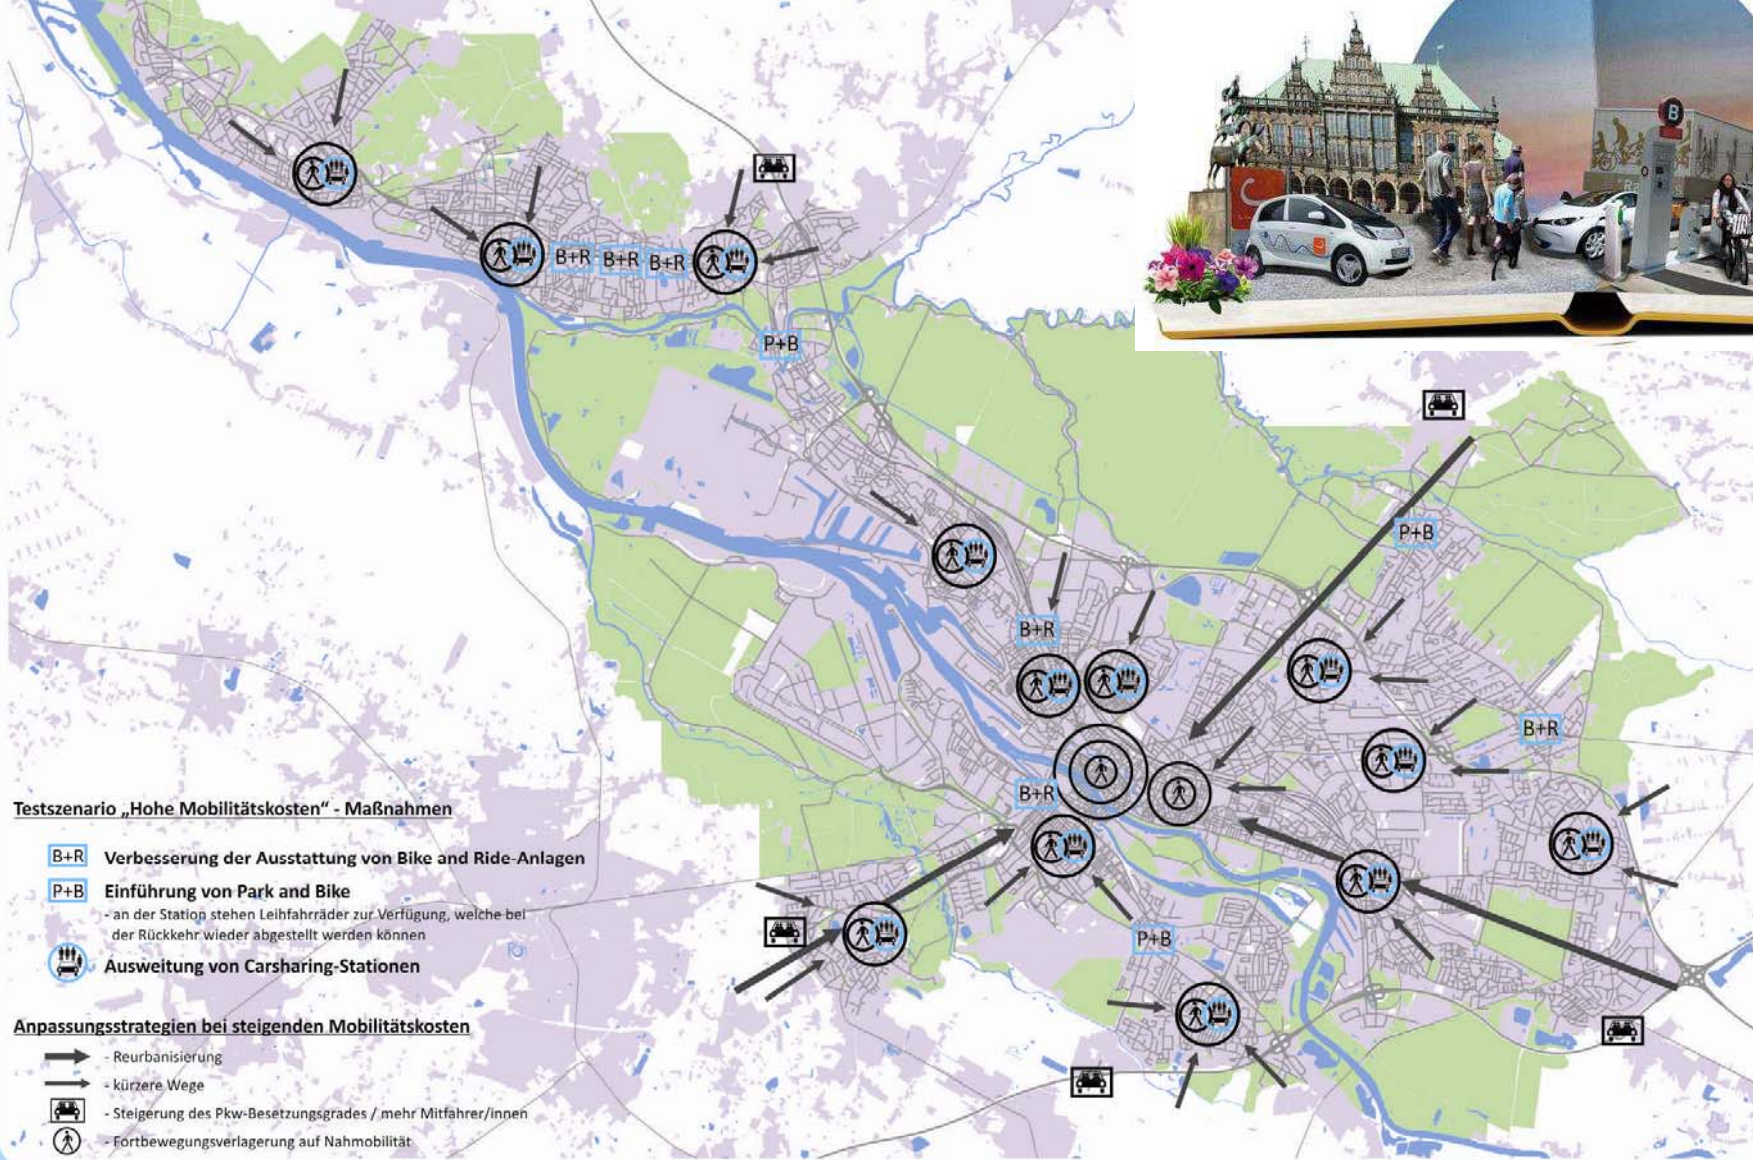 B
B+R B+R B+R
P+B
P+B
B+R
B+R
B+R
P+B
Testszenario „Hohe Mobilitätskosten“ - Maßnahmen
B+R Verbesserung der Ausstattung von Bike and Ride-Anlagen
P+B Einführung von Park and Bike
- an der Station stehen Leihfahrräder zur Verfügung, welche bei
der Rückkehr wieder abgestellt werden können
Ausweitung von Carsharing-Stationen
Anpassungsstrategien bei steigenden Mobilitätskosten
- Reurbanisierung
- kürzere Wege
- Steigerung des Pkw-Besetzungsgrades / mehr Mitfahrer/innen
- Fortbewegungsverlagerung auf Nahmobilität